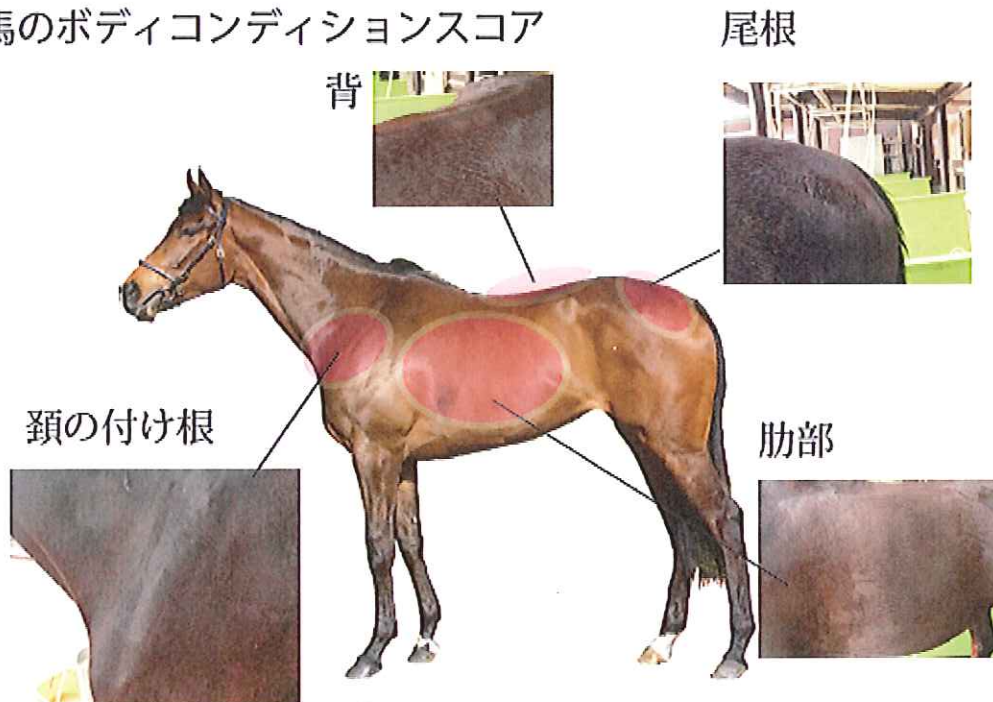 馬のボディコンディションスコア
尾根
背
頚の付け根
肋部